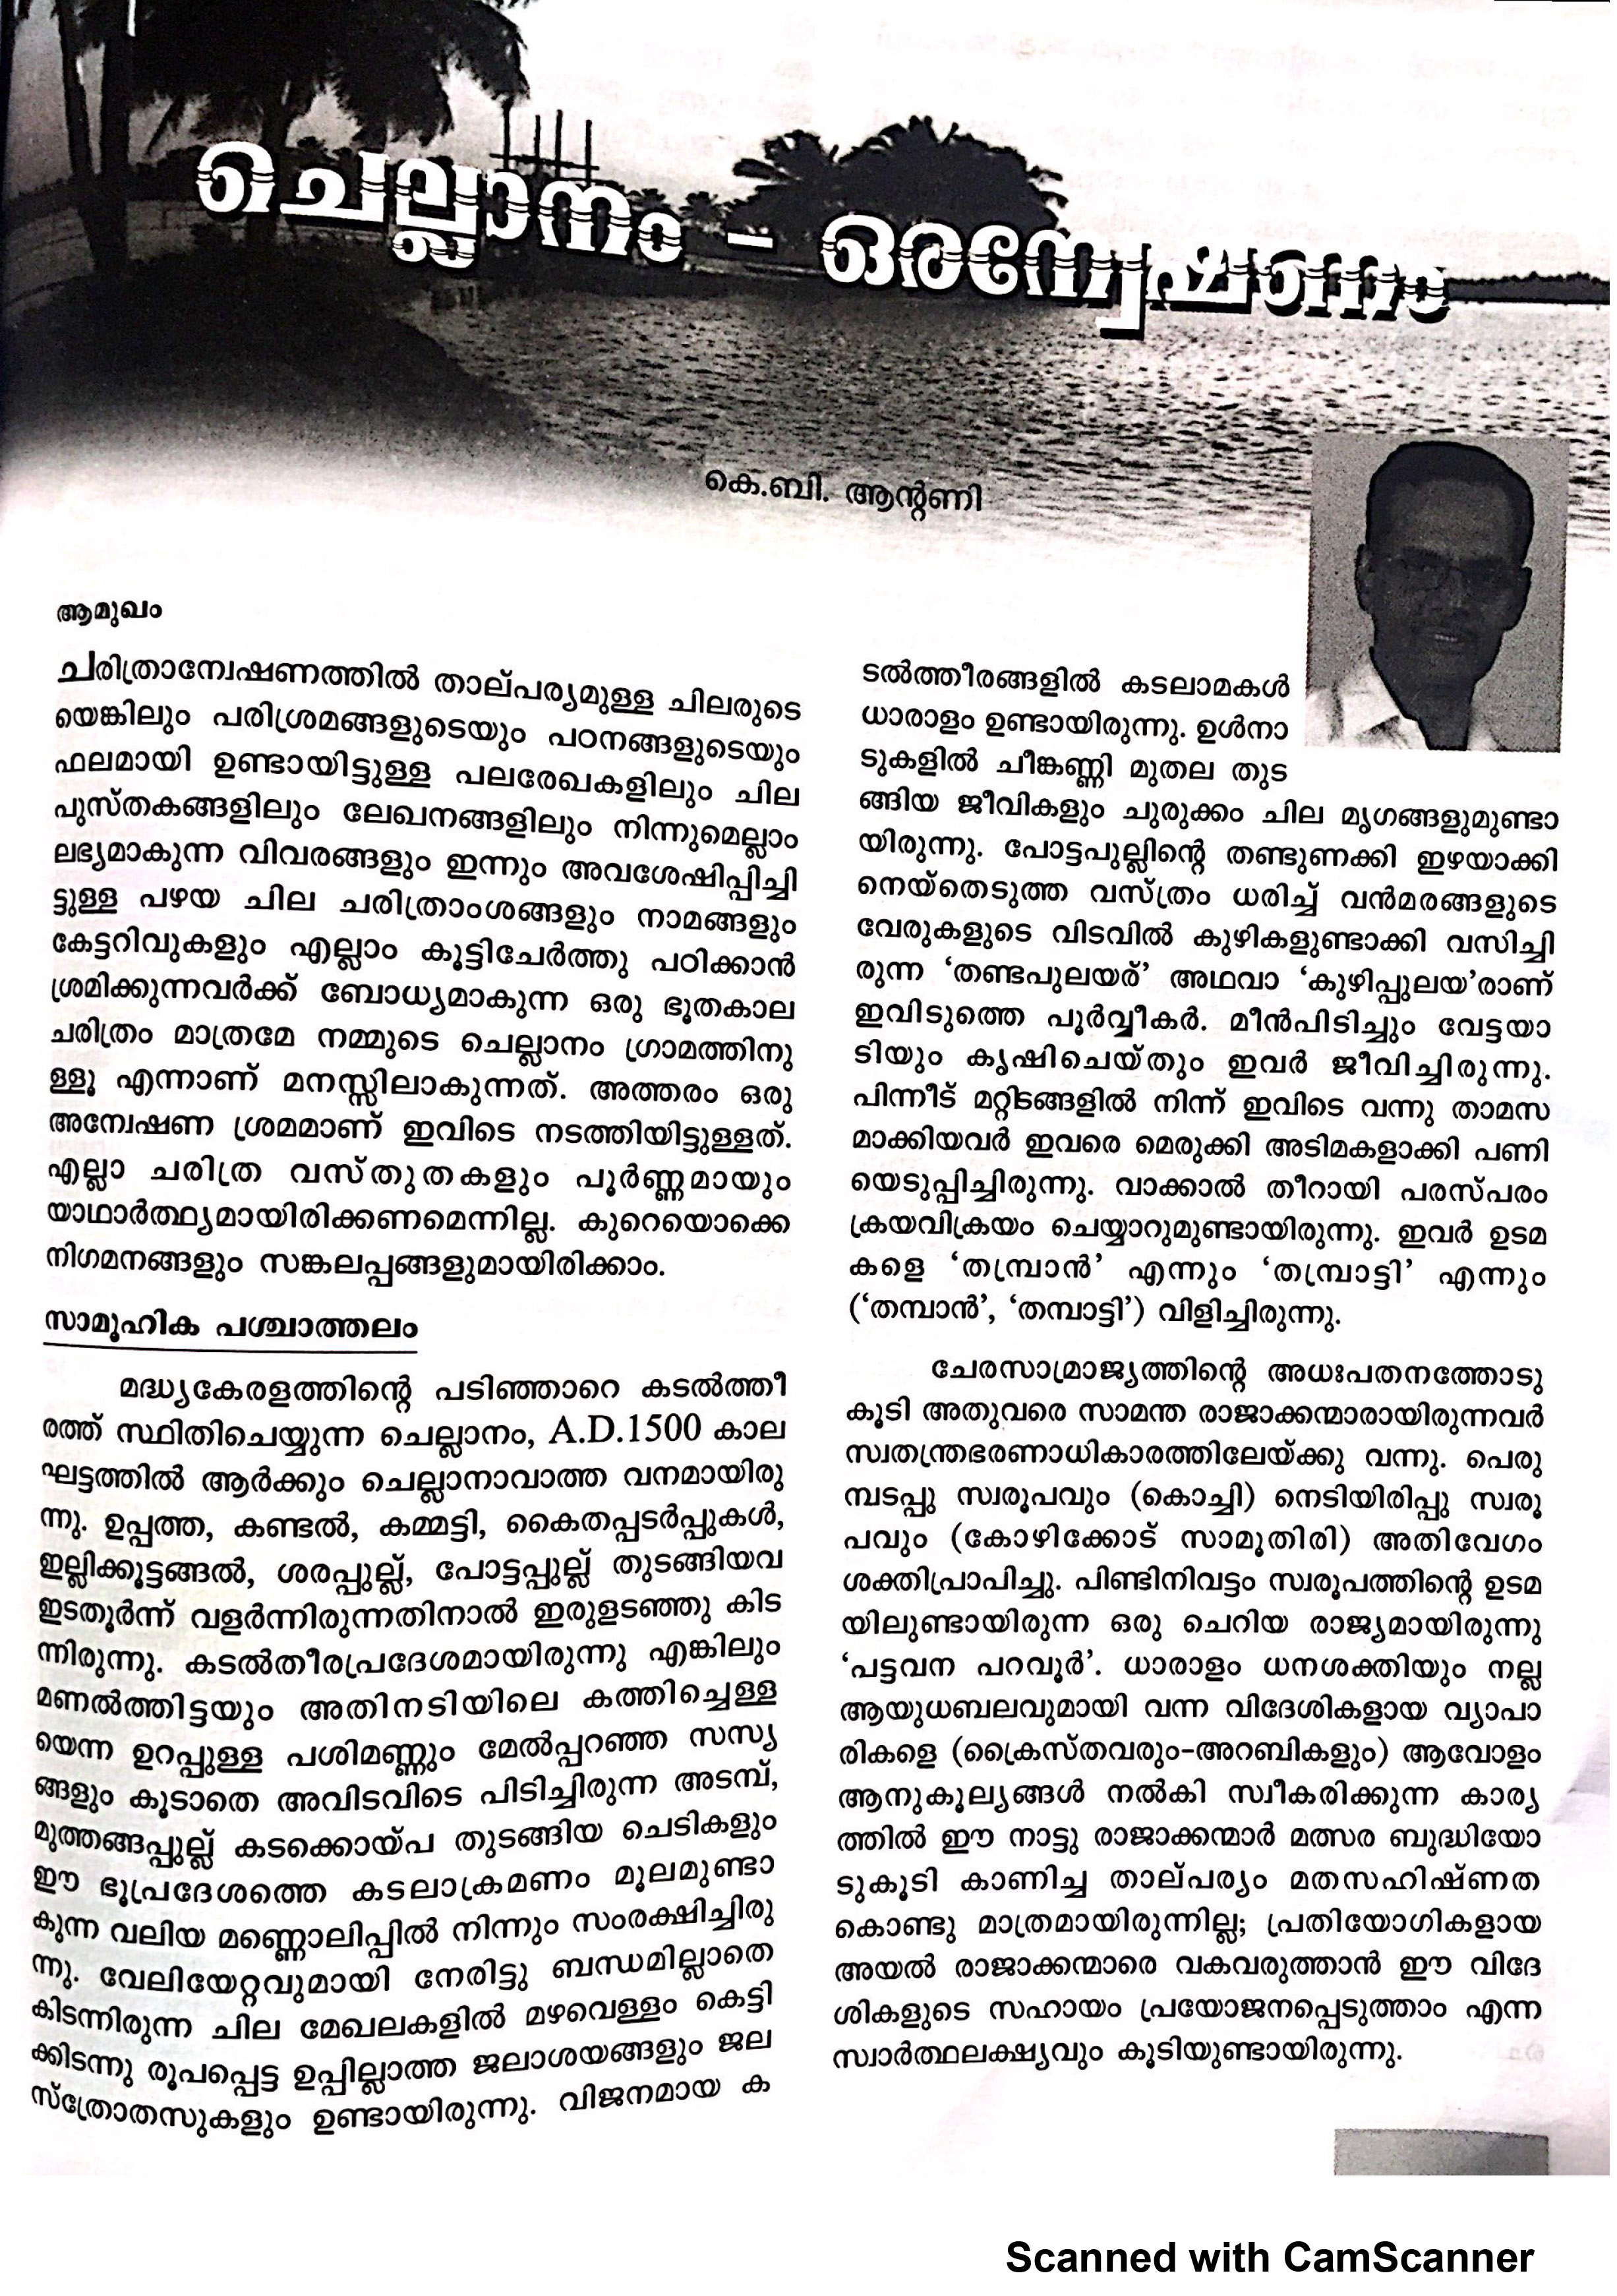 ചെല്ലാനം - ഒരന്വേഷണം
കെ.ബി. ആന്റണി
ആമുഖം
ചരിത്രാന്വേഷണത്തിൽ താല്പര്യമുള്ള ചിലരുടെ
യെങ്കിലും പരിശ്രമങ്ങളുടെയും പഠനങ്ങളുടെയും
ഫലമായി ഉണ്ടായിട്ടുള്ള പലരേഖകളിലും ചില
പുസ്തകങ്ങളിലും ലേഖനങ്ങളിലും നിന്നുമെല്ലാം
ലഭ്യമാകുന്ന വിവരങ്ങളും ഇന്നും അവശേഷിപ്പിച്ചി
ട്ടുള്ള പഴയ ചില ചരിത്രാംശങ്ങളും നാമങ്ങളും
കേട്ടറിവുകളും എല്ലാം കൂട്ടിചേർത്തു പഠിക്കാൻ
ശ്രമിക്കുന്നവർക്ക് ബോധ്യമാകുന്ന ഒരു ഭൂതകാല
ചരിത്രം മാത്രമേ നമ്മുടെ ചെല്ലാനം ഗ്രാമത്തിനു
ള്ളൂ എന്നാണ് മനസ്സിലാകുന്നത്. അത്തരം ഒരു
അന്വേഷണ ശ്രമമാണ് ഇവിടെ നടത്തിയിട്ടുള്ളത്.
എല്ലാ ചരിത്ര വസ്തുതകളും പൂർണ്ണമായും
യാഥാർത്ഥ്യമായിരിക്കണമെന്നില്ല. കുറെയൊക്കെ
നിഗമനങ്ങളും സങ്കലപ്പങ്ങളുമായിരിക്കാം.
സാമൂഹിക പശ്ചാത്തലം
മദ്ധ്യകേരളത്തിന്റെ പടിഞ്ഞാറെ കടൽത്തീ
രത്ത് സ്ഥിതിചെയ്യുന്ന ചെല്ലാനം, A.D.1500 കാല
ഘട്ടത്തിൽ ആർക്കും ചെല്ലാനാവാത്ത വനമായിരു
ന്നു. ഉപ്പത്ത, കണ്ടൽ, കമ്മട്ടി, കൈതപ്പടർപ്പുകൾ,
ഇല്ലിക്കൂട്ടങ്ങൽ, ശരപ്പുല്ല്, പോട്ടപ്പുല്ല് തുടങ്ങിയവ
ഇടതൂർന്ന് വളർന്നിരുന്നതിനാൽ ഇരുളടഞ്ഞു കിട
ന്നിരുന്നു. കടൽതീരപ്രദേശമായിരുന്നു എങ്കിലും
മണൽത്തിട്ടയും അതിനടിയിലെ കത്തിച്ചെള്ള
യെന്ന ഉറപ്പുള്ള പശിമണ്ണും മേൽപ്പറഞ്ഞ സസ്യ
ങ്ങളും കൂടാതെ അവിടവിടെ പിടിച്ചിരുന്ന അടമ്പ്,
മുത്തങ്ങപ്പുല്ല് കടക്കൊയ്പ തുടങ്ങിയ ചെടികളും
ഈ ഭൂപ്രദേശത്തെ കടലാക്രമണം മൂലമുണ്ടാ
കുന്ന വലിയ മണ്ണൊലിപ്പിൽ നിന്നും സംരക്ഷിച്ചിരു
ന്നു. വേലിയേറ്റവുമായി നേരിട്ടു ബന്ധമില്ലാതെ
കിടന്നിരുന്ന ചില മേഖലകളിൽ മഴവെള്ളം കെട്ടി
ക്കിടന്നു രൂപപ്പെട്ട ഉപ്പില്ലാത്ത ജലാശയങ്ങളും ജല
സ്ത്രോതസുകളും ഉണ്ടായിരുന്നു. വിജനമായ ക
ടൽത്തീരങ്ങളിൽ കടലാമകൾ
ധാരാളം ഉണ്ടായിരുന്നു. ഉൾനാ
ടുകളിൽ ചീങ്കണ്ണി മുതല തുട
ങ്ങിയ ജീവികളും ചുരുക്കം ചില മൃഗങ്ങളുമുണ്ടാ
യിരുന്നു. പോട്ടപുല്ലിന്റെ തണ്ടുണക്കി ഇഴയാക്കി
നെയ്തെടുത്ത വസ്ത്രം ധരിച്ച് വൻമരങ്ങളുടെ
വേരുകളുടെ വിടവിൽ കുഴികളുണ്ടാക്കി വസിച്ചി
രുന്ന ‘തണ്ടപുലയര്’ അഥവാ ‘കുഴിപ്പുലയ’രാണ്
ഇവിടുത്തെ പൂർവ്വീകർ. മീൻപിടിച്ചും വേട്ടയാ
ടിയും കൃഷിചെയ്തും ഇവർ ജീവിച്ചിരുന്നു.
പിന്നീട് മറ്റിടങ്ങളിൽ നിന്ന് ഇവിടെ വന്നു താമസ
മാക്കിയവർ ഇവരെ മെരുക്കി അടിമകളാക്കി പണി
യെടുപ്പിച്ചിരുന്നു. വാക്കാൽ തീറായി പരസ്പരം
ക്രയവിക്രയം ചെയ്യാറുമുണ്ടായിരുന്നു. ഇവർ ഉടമ
കളെ ‘തമ്പ്രാൻ’ എന്നും ‘തമ്പ്രാട്ടി’ എന്നും
(‘തമ്പാൻ’, ‘തമ്പാട്ടി’) വിളിച്ചിരുന്നു.
ചേരസാമ്രാജ്യത്തിന്റെ അധഃപതനത്തോടു
കൂടി അതുവരെ സാമന്ത രാജാക്കന്മാരായിരുന്നവർ
സ്വതന്ത്രഭരണാധികാരത്തിലേയ്ക്കു വന്നു. പെരു
മ്പടപ്പു സ്വരൂപവും (കൊച്ചി) നെടിയിരിപ്പു സ്വരൂ
പവും (കോഴിക്കോട് സാമൂതിരി) അതിവേഗം
ശക്തിപ്രാപിച്ചു. പിണ്ടിനിവട്ടം സ്വരൂപത്തിന്റെ ഉടമ
യിലുണ്ടായിരുന്ന ഒരു ചെറിയ രാജ്യമായിരുന്നു
‘പട്ടവന പറവൂർ’. ധാരാളം ധനശക്തിയും നല്ല
ആയുധബലവുമായി വന്ന വിദേശികളായ വ്യാപാ
രികളെ (ക്രൈസ്തവരും-അറബികളും) ആവോളം
ആനുകൂല്യങ്ങൾ നൽകി സ്വീകരിക്കുന്ന കാര്യ
ത്തിൽ ഈ നാട്ടു രാജാക്കന്മാർ മത്സര ബുദ്ധിയോ
ടുകൂടി കാണിച്ച താല്പര്യം മതസഹിഷ്ണത
കൊണ്ടു മാത്രമായിരുന്നില്ല; പ്രതിയോഗികളായ
അയൽ രാജാക്കന്മാരെ വകവരുത്താൻ ഈ വിദേ
ശികളുടെ സഹായം പ്രയോജനപ്പെടുത്താം എന്ന
സ്വാർത്ഥലക്ഷ്യവും കൂടിയുണ്ടായിരുന്നു.
Scanned with CamScanner